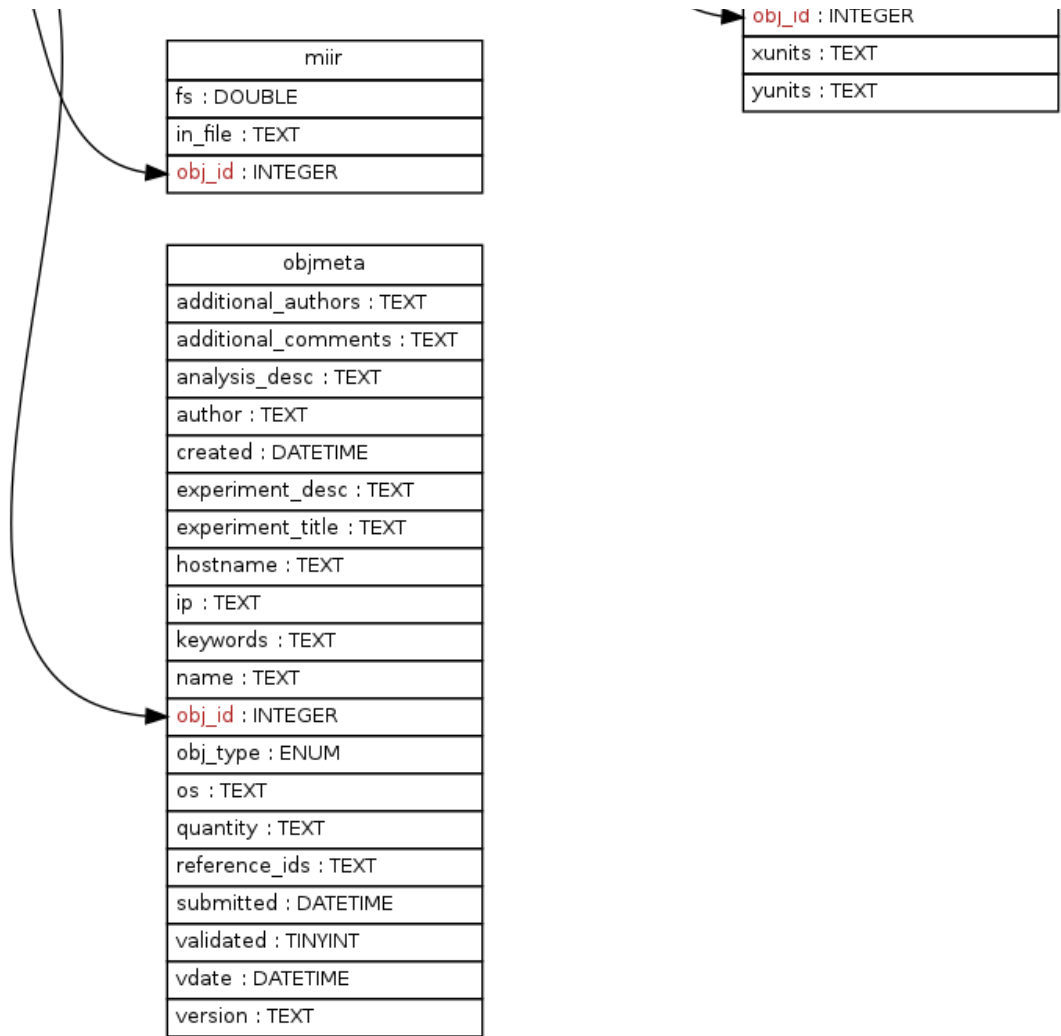 miir
fs : DOUBLE
in_file : TEXT
obj_id : INTEGER
objmeta
additional_authors : TEXT
additional_comments : TEXT
analysis_desc : TEXT
author : TEXT
created : DATETIME
experiment_desc : TEXT
experiment_title : TEXT
hostname : TEXT
ip : TEXT
keywords : TEXT
name : TEXT
obj_id : INTEGER
obj_type : ENUM
os : TEXT
quantity : TEXT
reference_ids : TEXT
submitted : DATETIME
validated : TINYINT
vdate : DATETIME
version : TEXT
obj_id : INTEGER
xunits : TEXT
yunits : TEXT